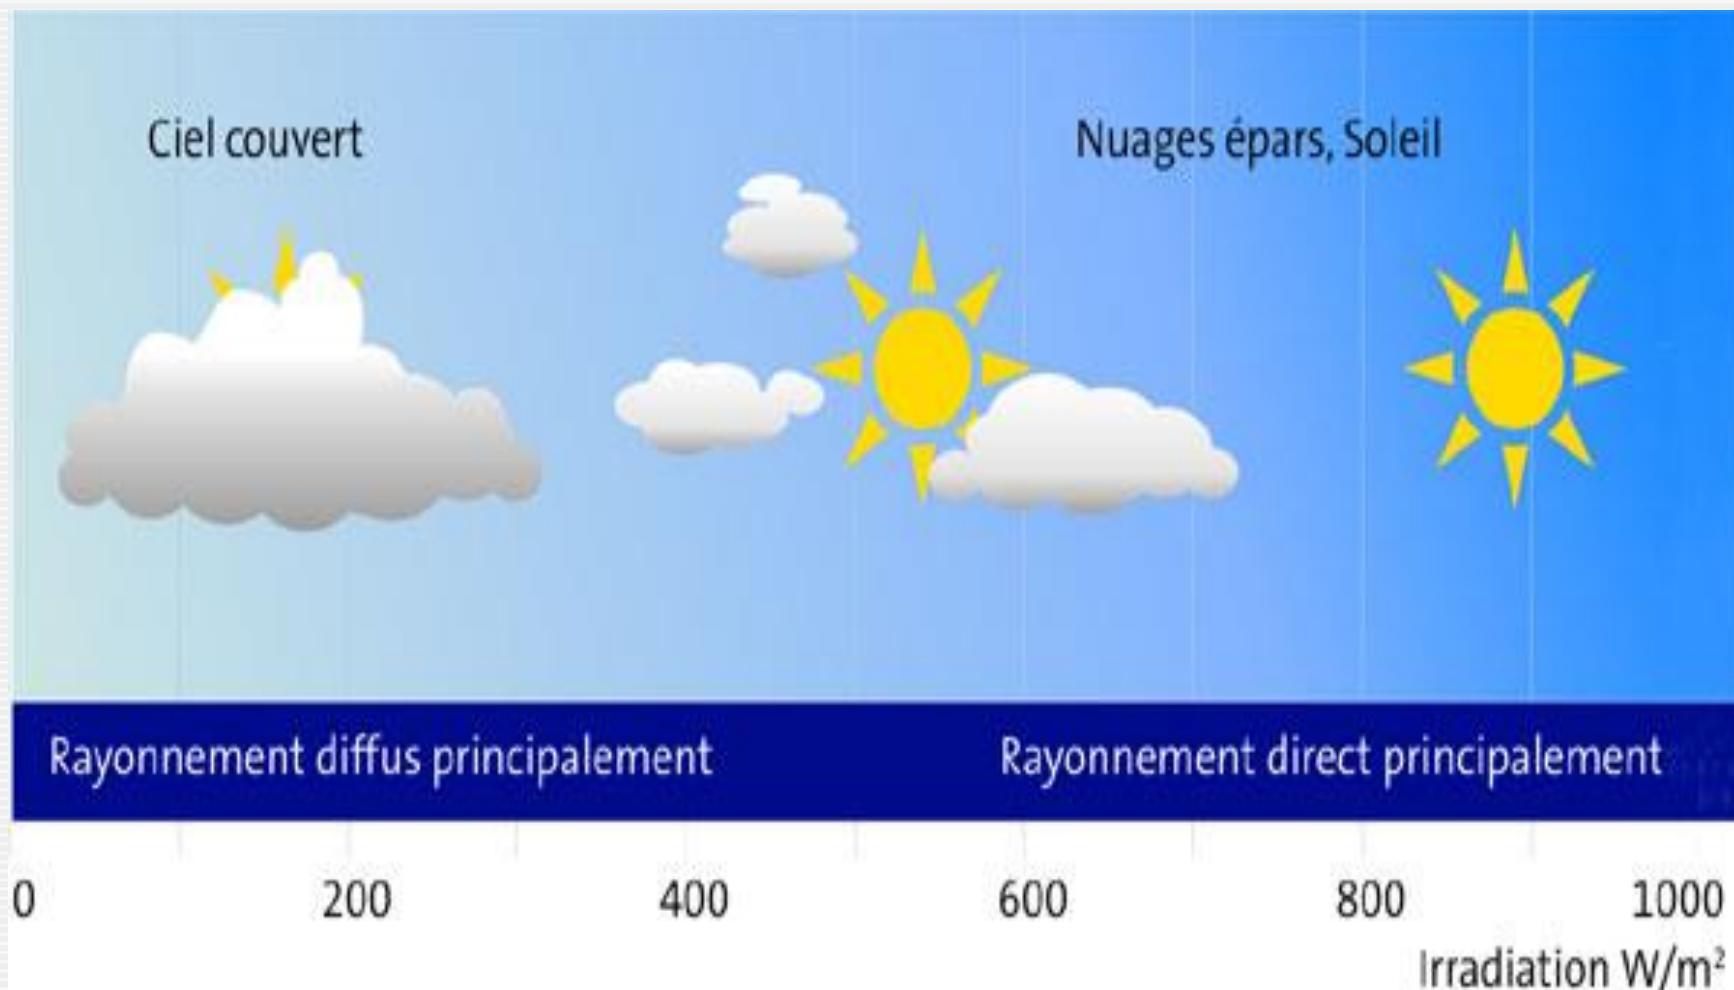 Ciel couvert
Nuages épars, Soleil
Rayonnement diffus principalement
Rayonnement direct principalement
0 200 400 600 800 1000
Irradiation W/m²